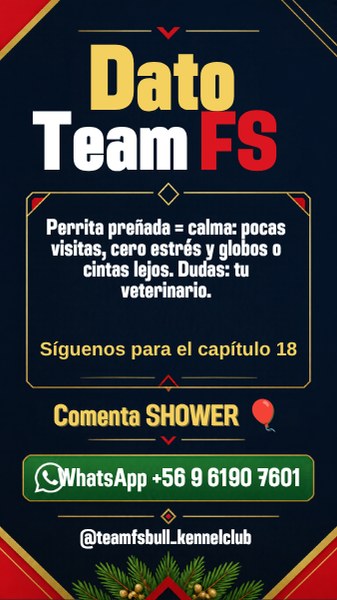 Dato
Team FS
Perrita preñada = calma: pocas
visitas, cero estrés y globos o
cintas lejos. Dudas: tu
veterinario.
Síguenos para el capítulo 18
Comenta SHOWER 🎈
WhatsApp +56 9 6190 7601
@teamfsbull_kennelclub